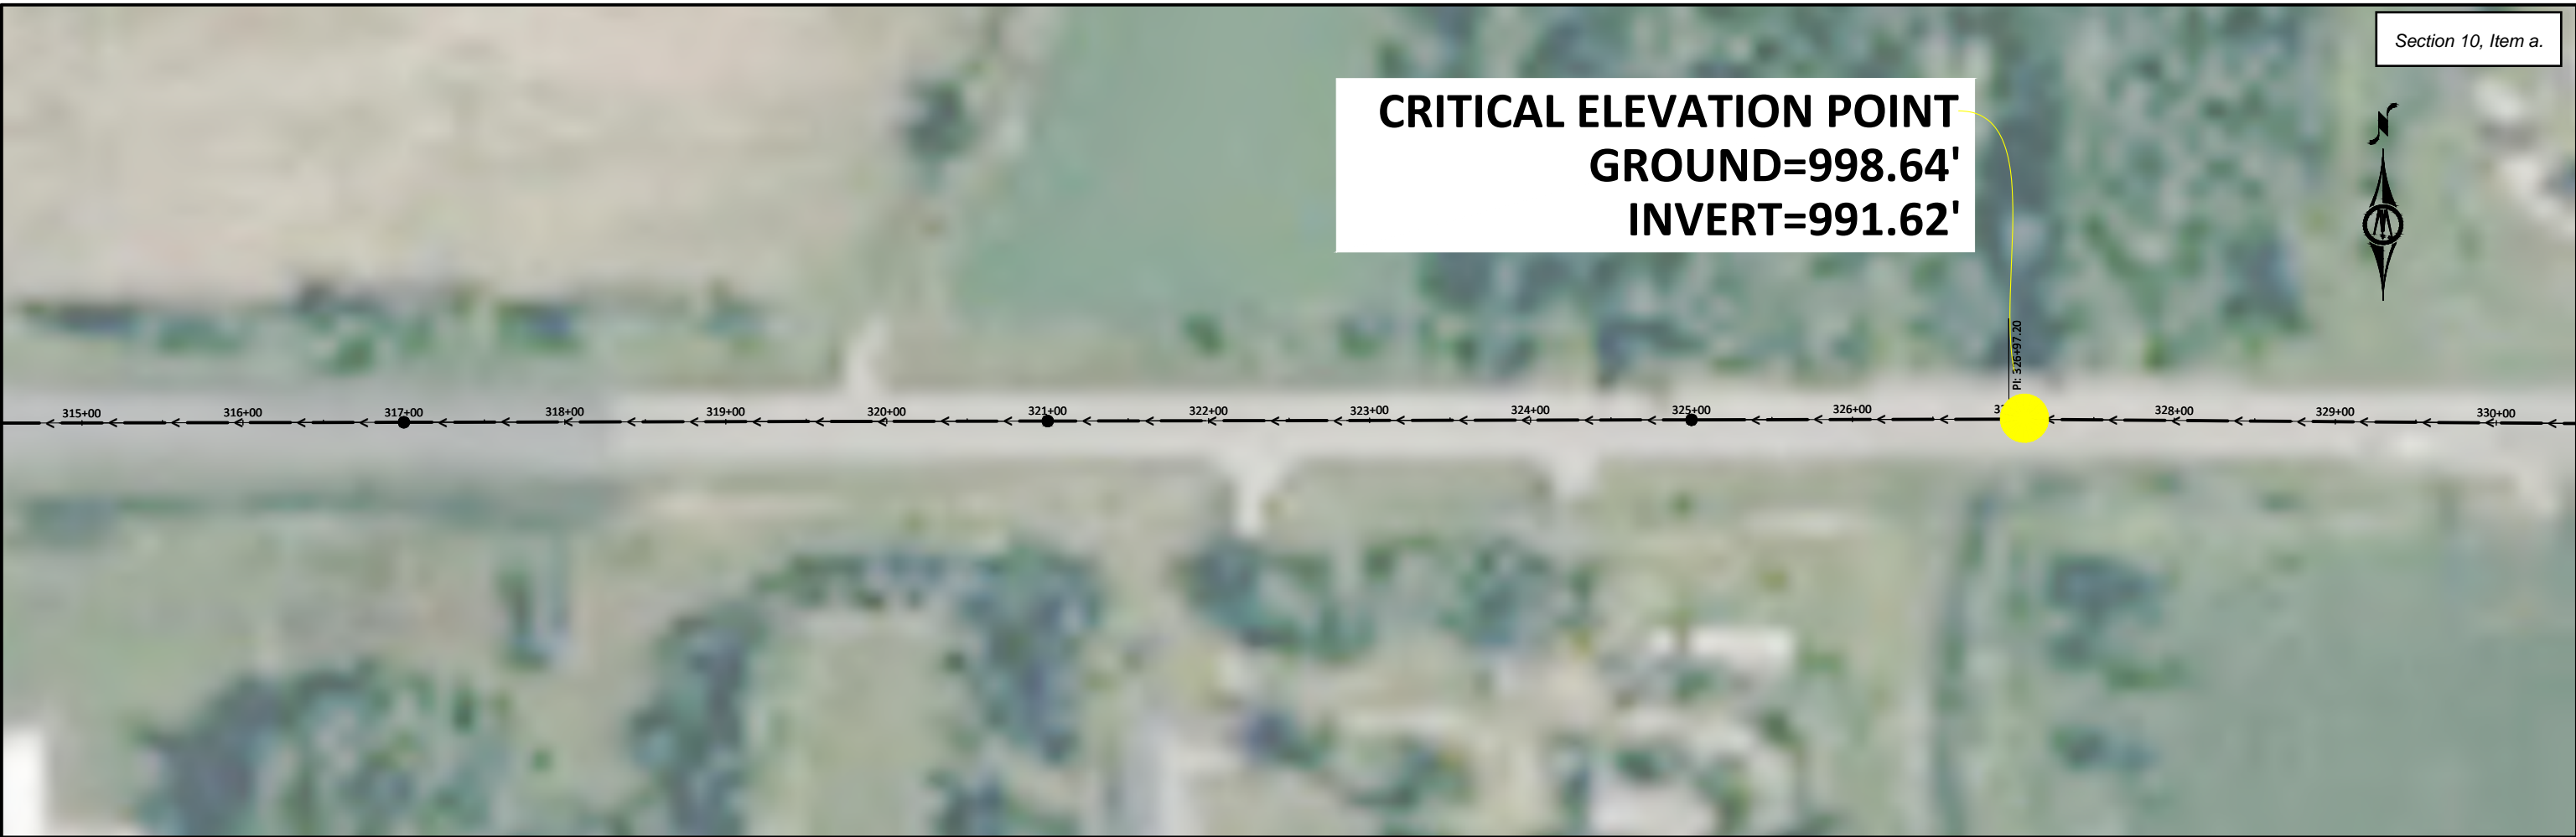 Section 10, Item a.
CRITICAL ELEVATION POINT
GROUND=998.64'
INVERT=991.62'
N
PI: 326+97.20
315+00
316+00
317+00
318+00
319+00
320+00
321+00
322+00
323+00
324+00
325+00
326+00
328+00
329+00
330+00